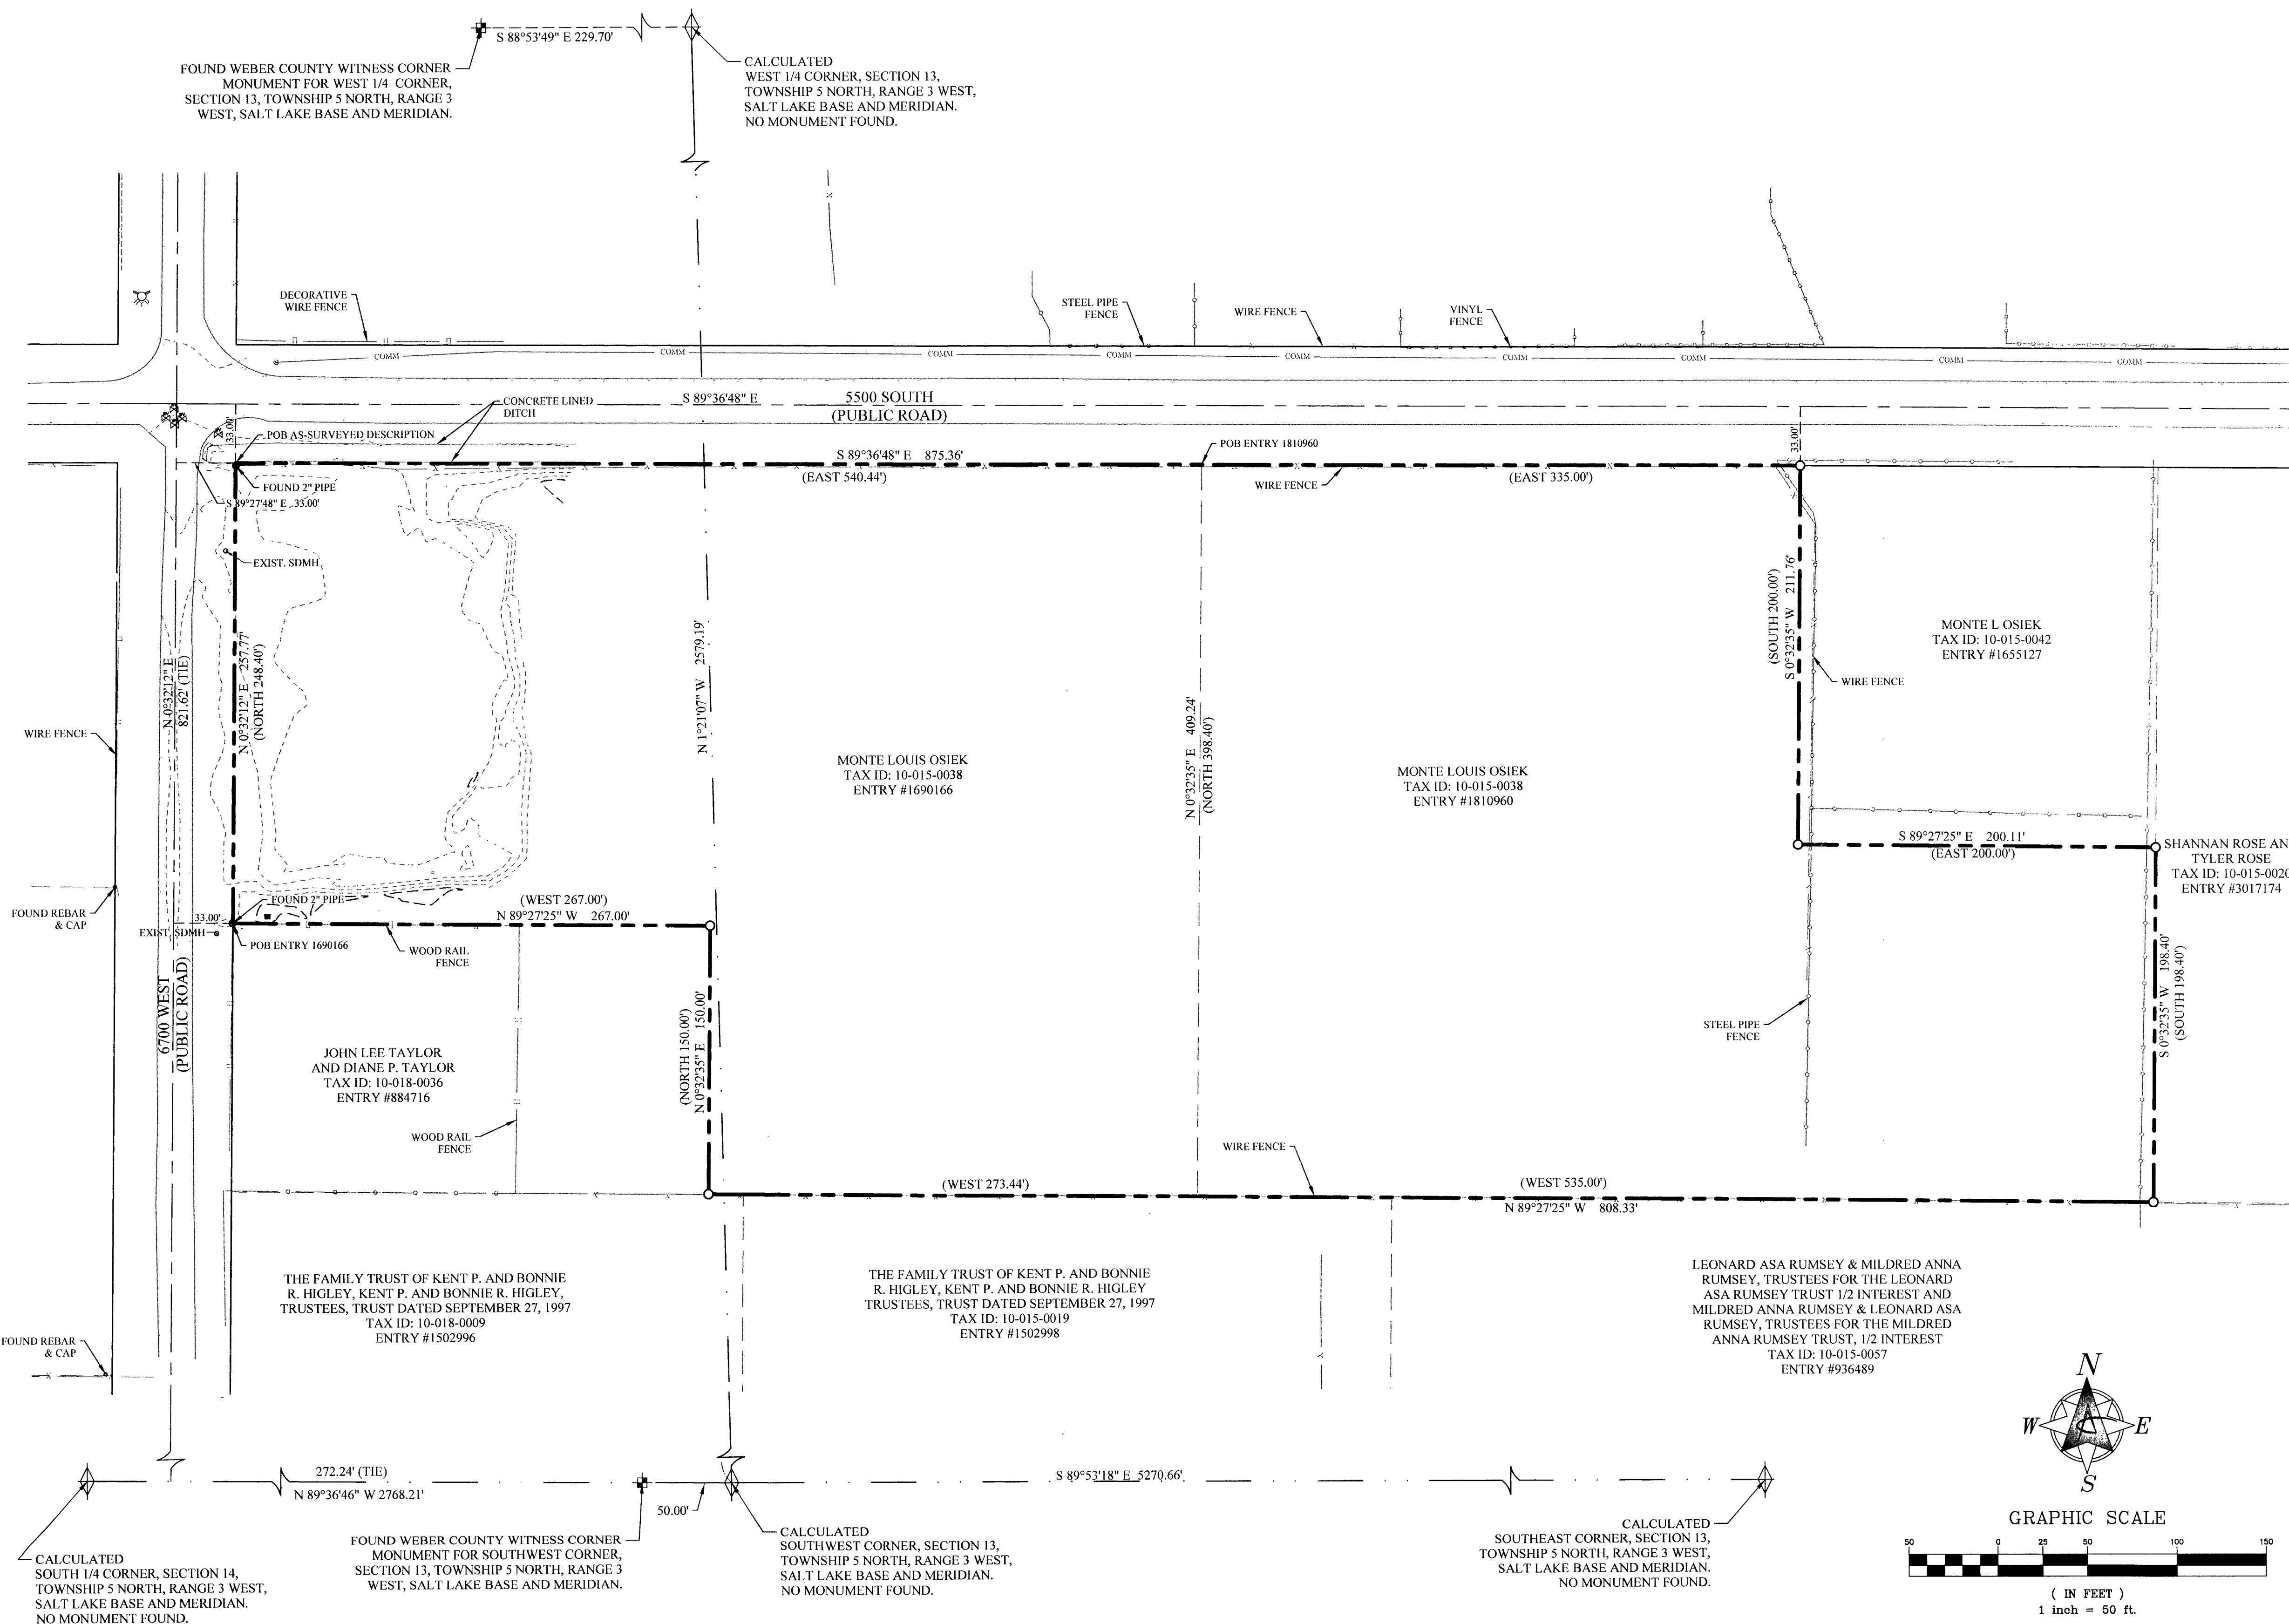 S 88°53'49" E 229.70'
FOUND WEBER COUNTY WITNESS CORNER
MONUMENT FOR WEST 1/4 CORNER,
SECTION 13, TOWNSHIP 5 NORTH, RANGE 3
WEST, SALT LAKE BASE AND MERIDIAN.
CALCULATED
WEST 1/4 CORNER, SECTION 13,
TOWNSHIP 5 NORTH, RANGE 3 WEST,
SALT LAKE BASE AND MERIDIAN.
NO MONUMENT FOUND.
DECORATIVE
WIRE FENCE
STEEL PIPE
FENCE
WIRE FENCE
VINYL
FENCE
COMM
COMM
COMM
COMM
COMM
COMM
COMM
COMM
COMM
CONCRETE LINED
DITCH
S 89°36'48" E
5500 SOUTH
(PUBLIC ROAD)
33.00'
33.00'
POB AS-SURVEYED DESCRIPTION
POB ENTRY 1810960
S 89°36'48" E 875.36'
(EAST 540.44')
WIRE FENCE
(EAST 335.00')
FOUND 2" PIPE
S 89°27'48" E 33.00'
EXIST. SDMH
N 0°32'12" E
821.62' (TIE)
N 0°32'12" E 257.77'
(NORTH 248.40')
N 1°21'07" W 2579.19'
N 0°32'35" E 409.24'
(NORTH 398.40')
(SOUTH 200.00')
S 0°32'35" W 211.76'
MONTE L OSIEK
TAX ID: 10-015-0042
ENTRY #1655127
WIRE FENCE
WIRE FENCE
MONTE LOUIS OSIEK
TAX ID: 10-015-0038
ENTRY #1690166
MONTE LOUIS OSIEK
TAX ID: 10-015-0038
ENTRY #1810960
S 89°27'25" E 200.11'
(EAST 200.00')
SHANNAN ROSE AN
TYLER ROSE
TAX ID: 10-015-0020
ENTRY #3017174
FOUND REBAR
& CAP
33.00'
EXIST. SDMH
FOUND 2" PIPE
POB ENTRY 1690166
(WEST 267.00')
N 89°27'25" W 267.00'
WOOD RAIL
FENCE
6700 WEST
(PUBLIC ROAD)
S 0°32'35" W 198.40'
(SOUTH 198.40')
STEEL PIPE
FENCE
JOHN LEE TAYLOR
AND DIANE P. TAYLOR
TAX ID: 10-018-0036
ENTRY #884716
(NORTH 150.00')
N 0°32'35" E 150.00'
WOOD RAIL
FENCE
WIRE FENCE
(WEST 273.44')
(WEST 535.00')
N 89°27'25" W 808.33'
THE FAMILY TRUST OF KENT P. AND BONNIE
R. HIGLEY, KENT P. AND BONNIE R. HIGLEY,
TRUSTEES, TRUST DATED SEPTEMBER 27, 1997
TAX ID: 10-018-0009
ENTRY #1502996
THE FAMILY TRUST OF KENT P. AND BONNIE
R. HIGLEY, KENT P. AND BONNIE R. HIGLEY
TRUSTEES, TRUST DATED SEPTEMBER 27, 1997
TAX ID: 10-015-0019
ENTRY #1502998
LEONARD ASA RUMSEY & MILDRED ANNA
RUMSEY, TRUSTEES FOR THE LEONARD
ASA RUMSEY TRUST 1/2 INTEREST AND
MILDRED ANNA RUMSEY & LEONARD ASA
RUMSEY, TRUSTEES FOR THE MILDRED
ANNA RUMSEY TRUST, 1/2 INTEREST
TAX ID: 10-015-0057
ENTRY #936489
FOUND REBAR
& CAP
N
W E
S
272.24' (TIE)
N 89°36'46" W 2768.21'
50.00'
S 89°53'18" E 5270.66'
CALCULATED
SOUTH 1/4 CORNER, SECTION 14,
TOWNSHIP 5 NORTH, RANGE 3 WEST,
SALT LAKE BASE AND MERIDIAN.
NO MONUMENT FOUND.
FOUND WEBER COUNTY WITNESS CORNER
MONUMENT FOR SOUTHWEST CORNER,
SECTION 13, TOWNSHIP 5 NORTH, RANGE 3
WEST, SALT LAKE BASE AND MERIDIAN.
CALCULATED
SOUTHWEST CORNER, SECTION 13,
TOWNSHIP 5 NORTH, RANGE 3 WEST,
SALT LAKE BASE AND MERIDIAN.
NO MONUMENT FOUND.
CALCULATED
SOUTHEAST CORNER, SECTION 13,
TOWNSHIP 5 NORTH, RANGE 3 WEST,
SALT LAKE BASE AND MERIDIAN.
NO MONUMENT FOUND.
GRAPHIC SCALE
50 0 25 50 100 150
( IN FEET )
1 inch = 50 ft.